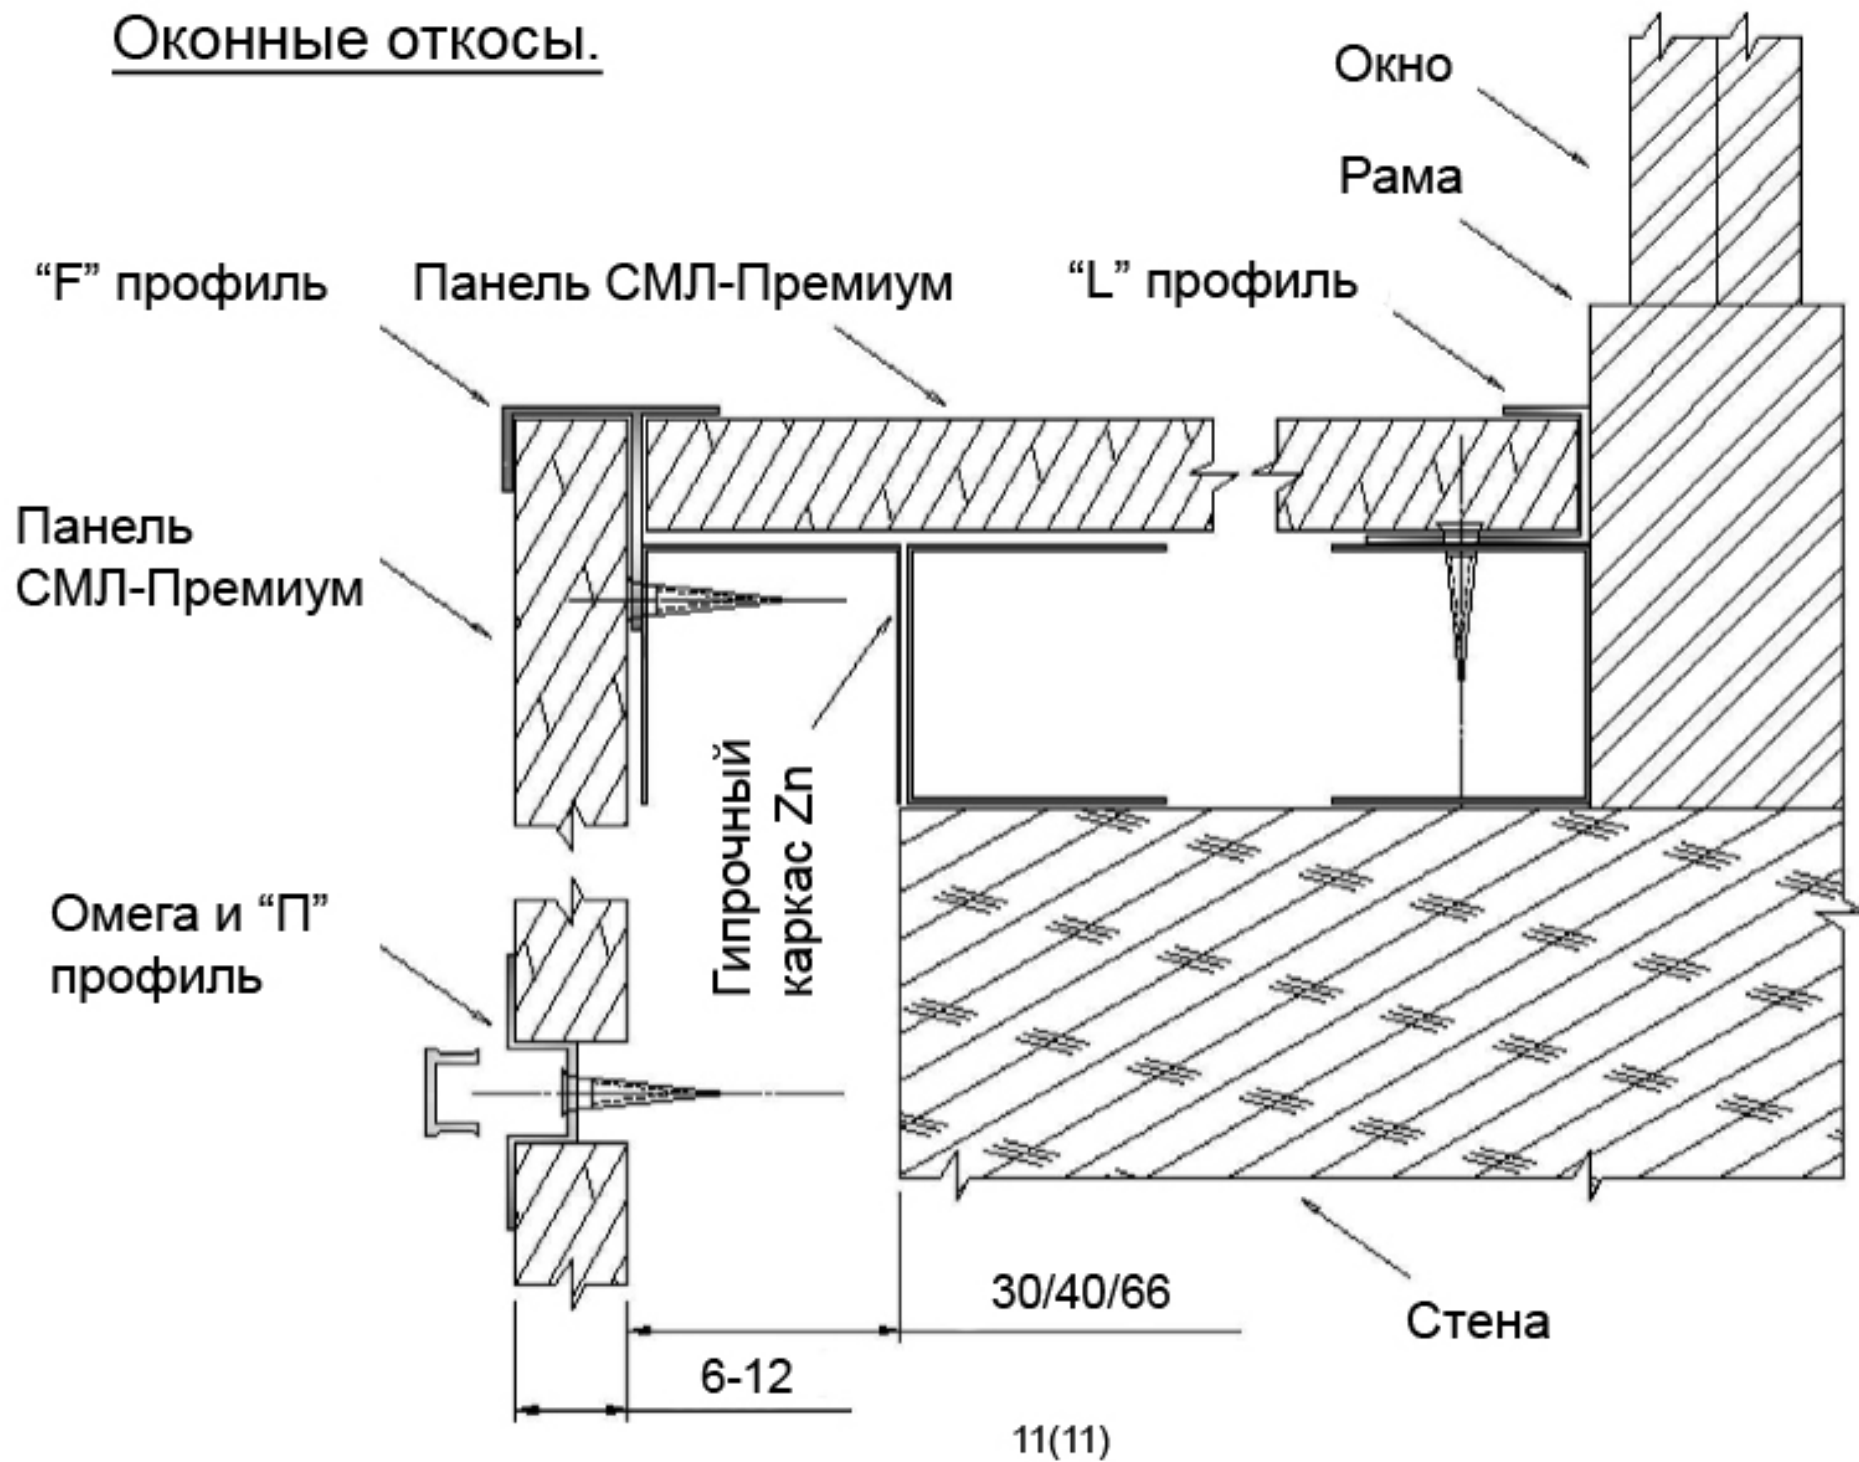 Оконные откосы.
Окно
Рама
“F” профиль
Панель СМЛ-Премиум
“L” профиль
Панель
СМЛ-Премиум
Гипрочный
каркас Zn
Омега и “П”
профиль
30/40/66
Стена
6-12
11(11)